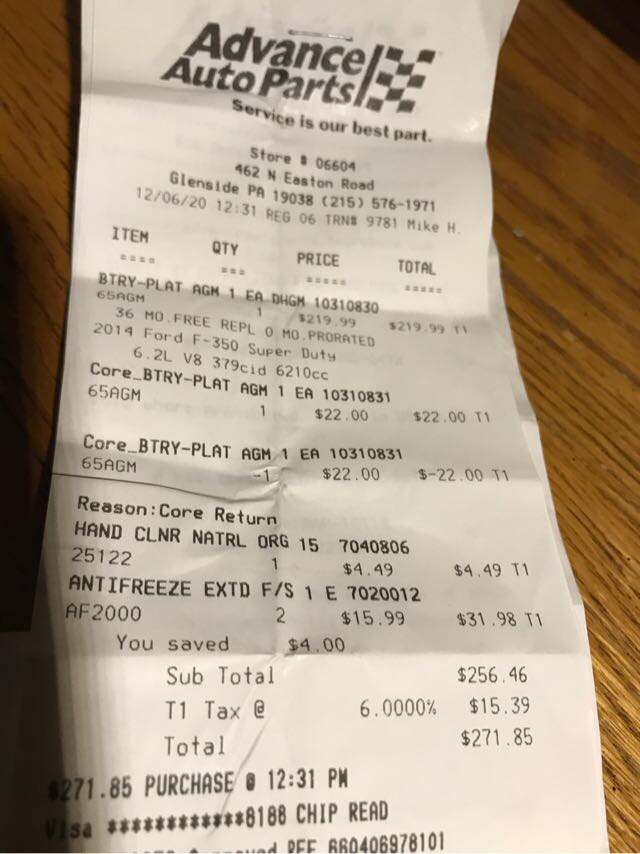 Advance
Auto Parts
Service is our best part.
Store # 06604
462 N Easton Road
Glenside PA 19038 (215) 576-1971
12/06/20 12:31 REG 06 TRN# 9781 Mike H.
ITEM QTY PRICE TOTAL
==== === ===== =====
BTRY-PLAT AGM 1 EA DHGM 10310830
65AGM 1 $219.99 $219.99 T1
36 MO.FREE REPL 0 MO.PRORATED
2014 Ford F-350 Super Duty
6.2L V8 379cid 6210cc
Core_BTRY-PLAT AGM 1 EA 10310831
65AGM 1 $22.00 $22.00 T1
Core_BTRY-PLAT AGM 1 EA 10310831
65AGM -1 $22.00 $-22.00 T1
Reason:Core Return
HAND CLNR NATRL ORG 15 7040806
25122 1 $4.49 $4.49 T1
ANTIFREEZE EXTD F/S 1 E 7020012
AF2000 2 $15.99 $31.98 T1
You saved $4.00
Sub Total $256.46
T1 Tax @ 6.0000% $15.39
Total $271.85
$271.85 PURCHASE @ 12:31 PM
Visa ************8188 CHIP READ
Approved REF 660406978101